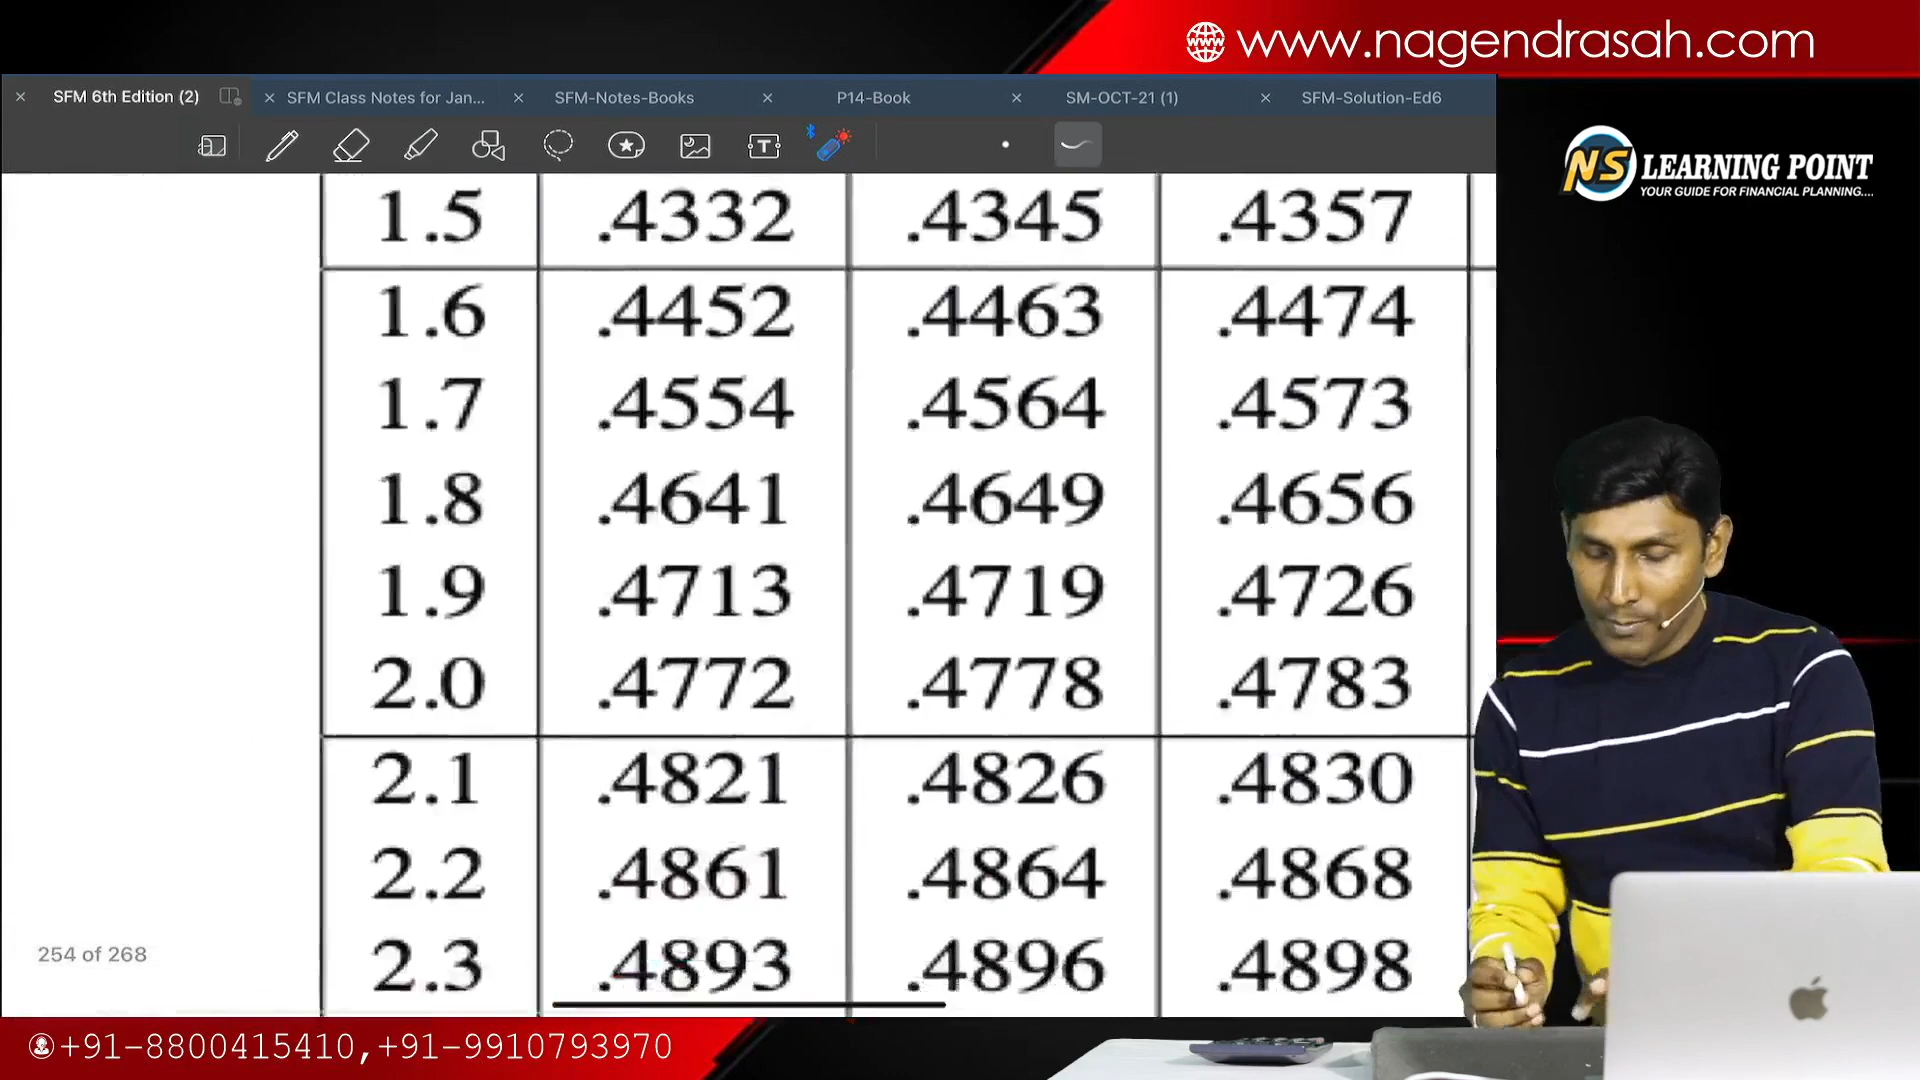 www.nagendrasah.com
SFM 6th Edition (2)
SFM Class Notes for Jan...
SFM-Notes-Books
P14-Book
SM-OCT-21 (1)
SFM-Solution-Ed6
T
NS LEARNING POINT
YOUR GUIDE FOR FINANCIAL PLANNING....
1.5 .4332 .4345 .4357
1.6 .4452 .4463 .4474
1.7 .4554 .4564 .4573
1.8 .4641 .4649 .4656
1.9 .4713 .4719 .4726
2.0 .4772 .4778 .4783
2.1 .4821 .4826 .4830
2.2 .4861 .4864 .4868
2.3 .4893 .4896 .4898
254 of 268
+91-8800415410,+91-9910793970